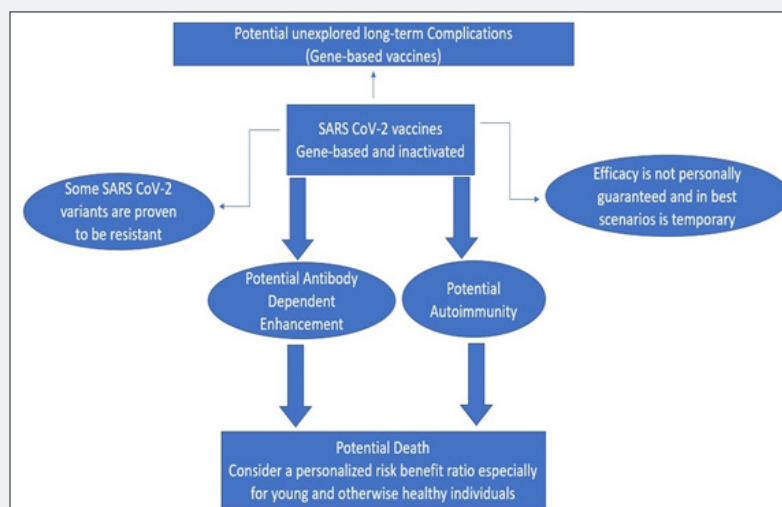 Potential unexplored long-term Complications
(Gene-based vaccines)
SARS CoV-2 vaccines
Gene-based and inactivated
Some SARS CoV-2
variants are proven
to be resistant
Efficacy is not personally
guaranteed and in best
scenarios is temporary
Potential Antibody
Dependent
Enhancement
Potential
Autoimmunity
Potential Death
Consider a personalized risk benefit ratio especially
for young and otherwise healthy individuals